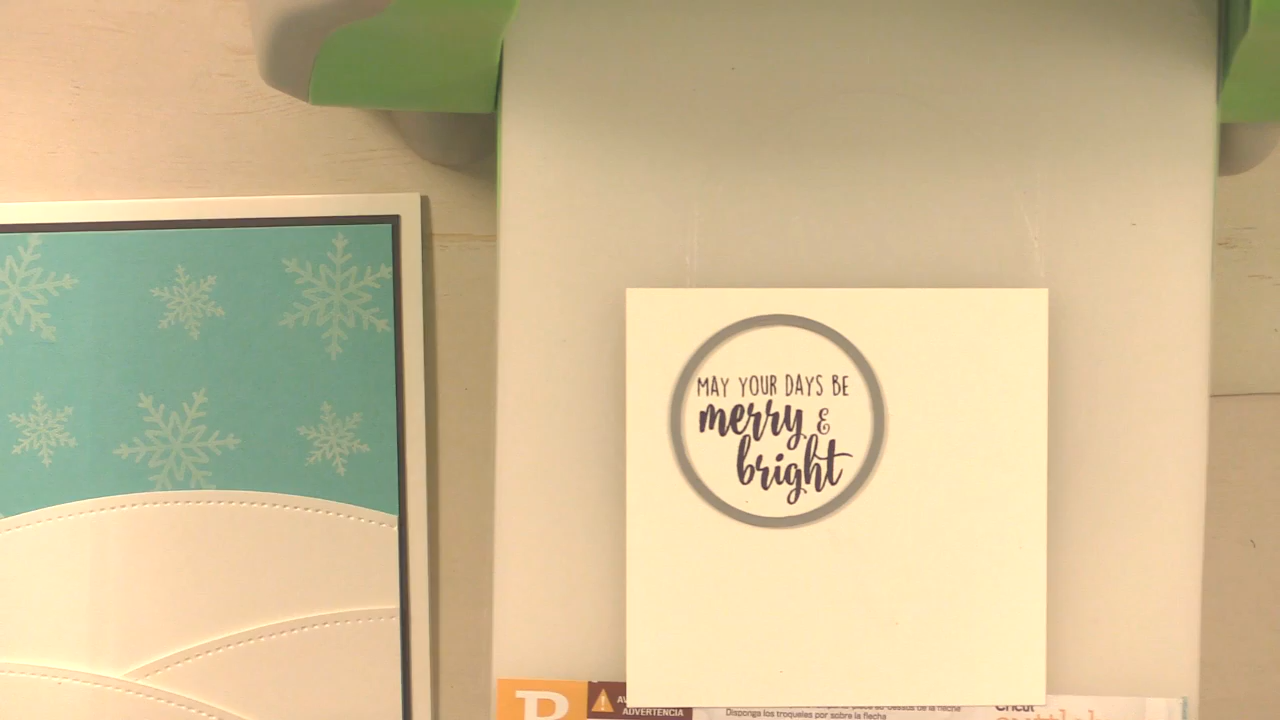 MAY YOUR DAYS BE
merry &
bright
B
ADVERTENCIA
Disponga los troqueles por sobre la flecha
Cricut